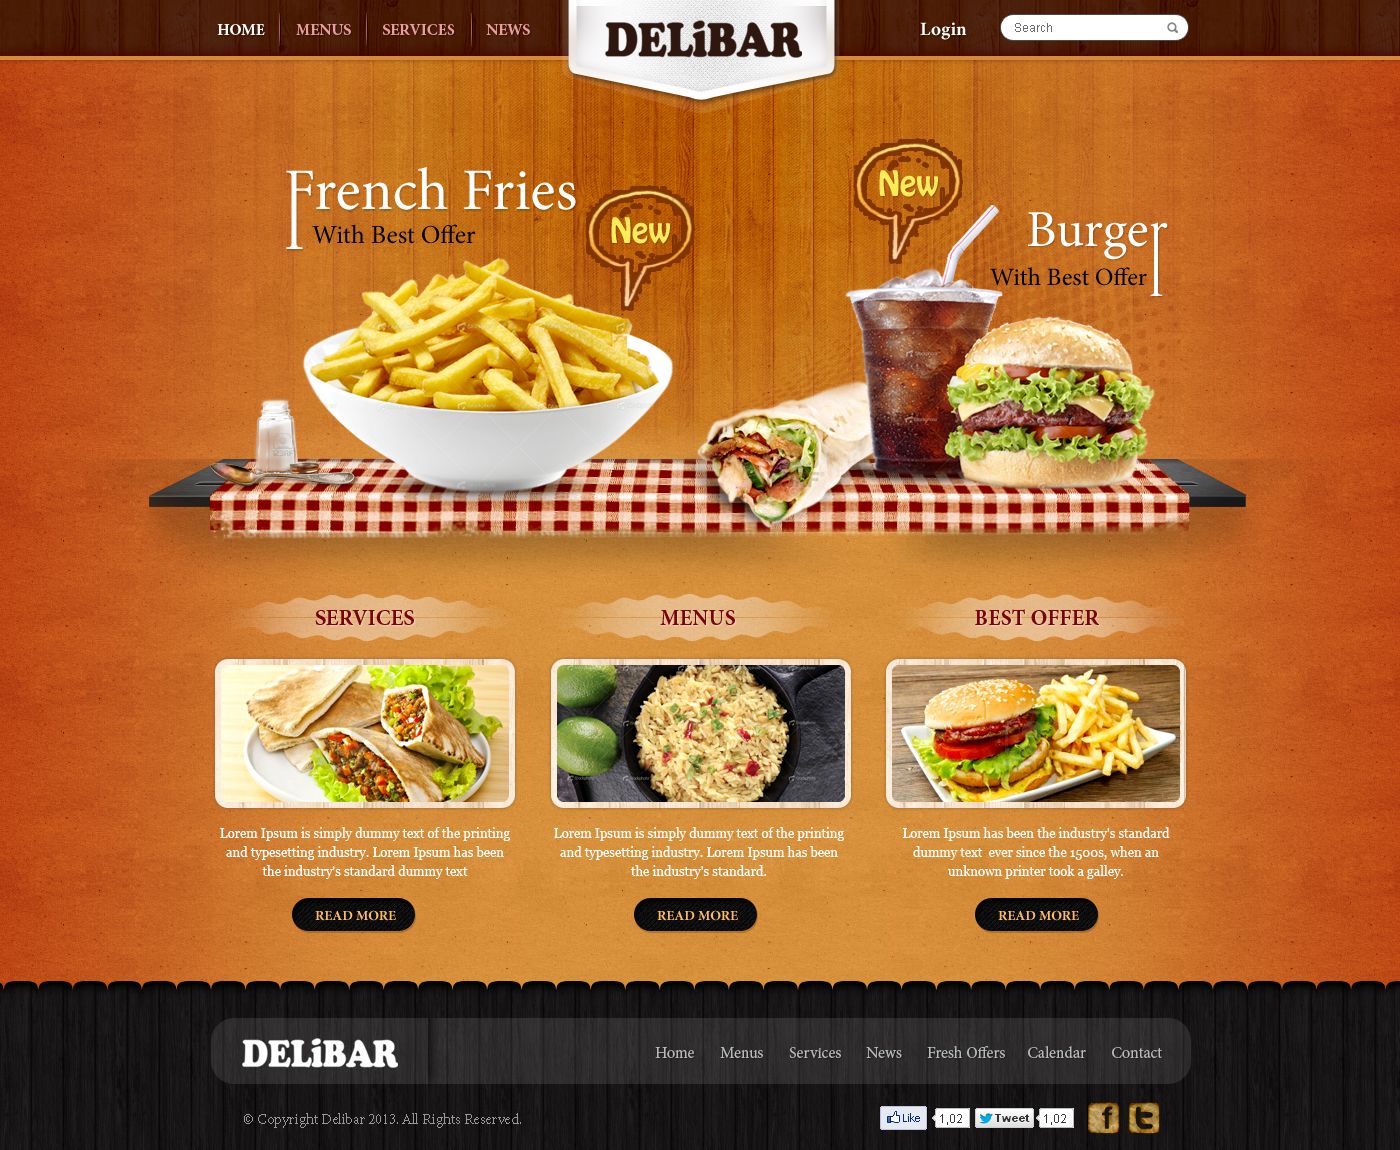 HOME
MENUS
SERVICES
NEWS
DELiBAR
Login
Search
French Fries
With Best Offer
New
New
Burger
With Best Offer
SERVICES
MENUS
BEST OFFER
Lorem Ipsum is simply dummy text of the printing
and typesetting industry. Lorem Ipsum has been
the industry's standard dummy text
READ MORE
Lorem Ipsum is simply dummy text of the printing
and typesetting industry. Lorem Ipsum has been
the industry's standard.
READ MORE
Lorem Ipsum has been the industry's standard
dummy text  ever since the 1500s, when an
unknown printer took a galley.
READ MORE
DELiBAR
Home
Menus
Services
News
Fresh Offers
Calendar
Contact
© Copyright Delibar 2013. All Rights Reserved.
Like
1,02
Tweet
1,02